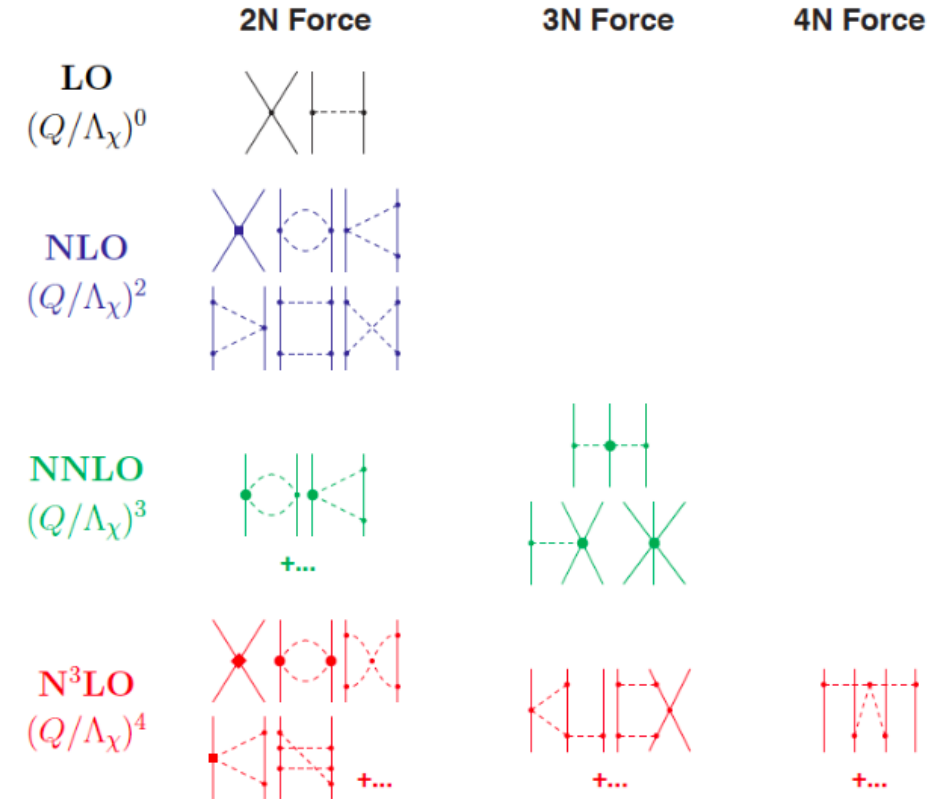 2N Force 3N Force 4N Force
LO
(Q/Λχ)⁰
NLO
(Q/Λχ)²
NNLO
(Q/Λχ)³
+...
N³LO
(Q/Λχ)⁴
+... +... +...